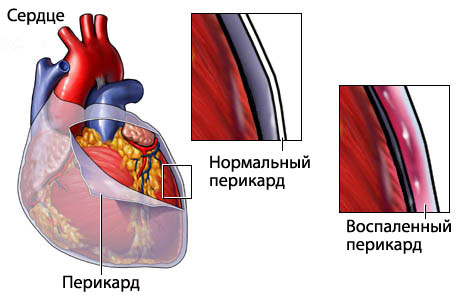 Сердце
Нормальный
перикард
Воспаленный
перикард
Перикард